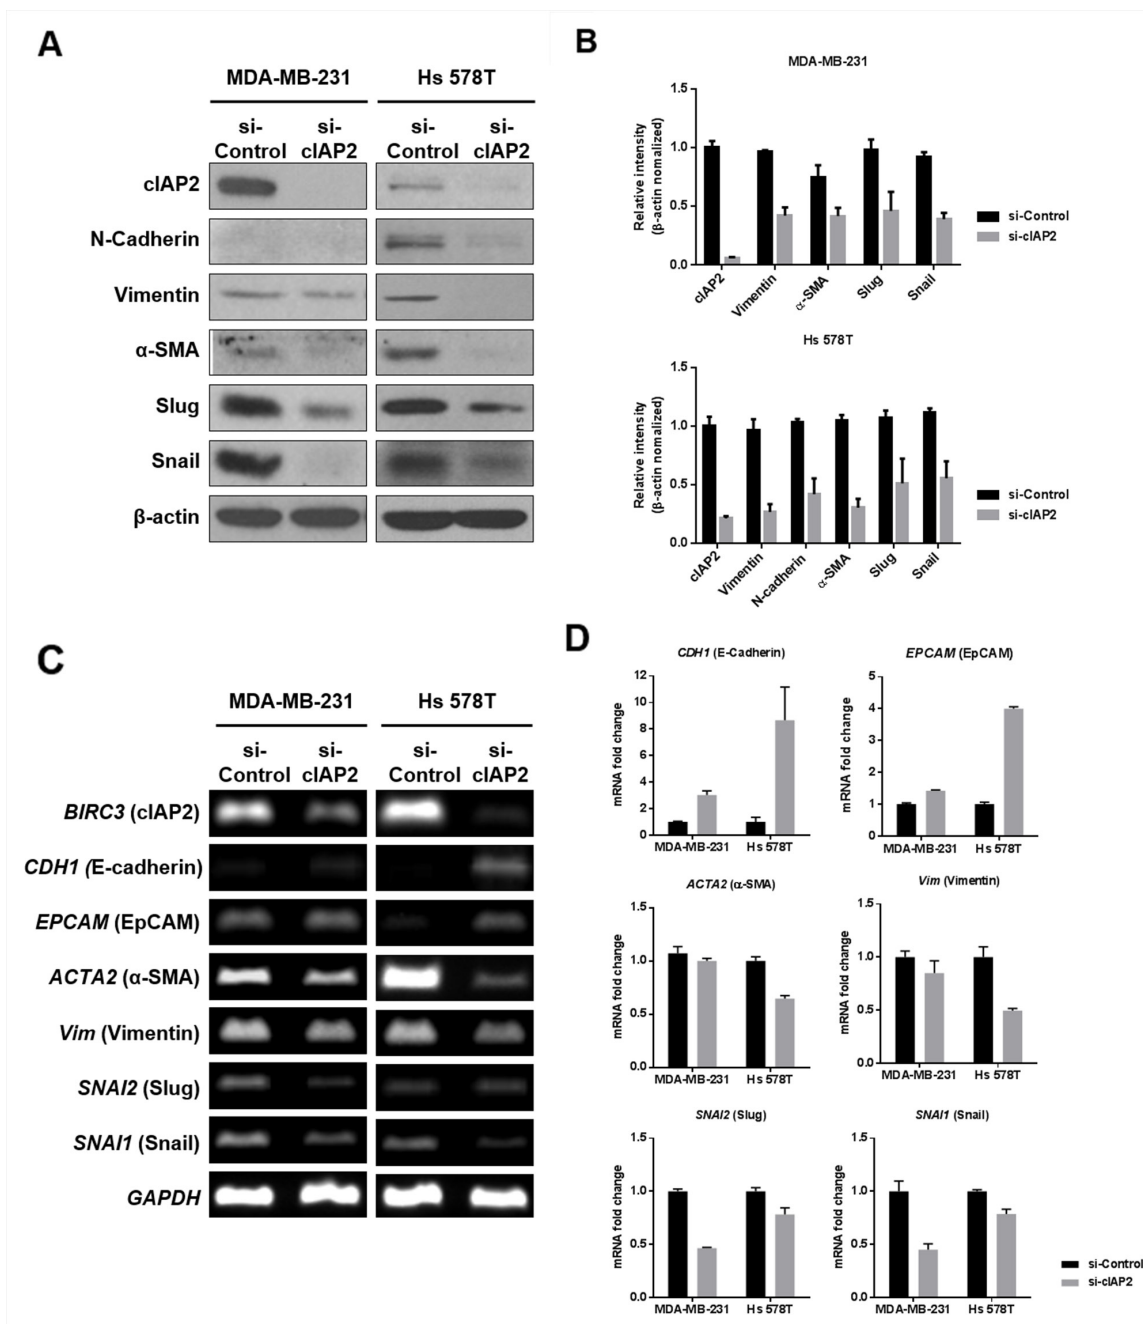 A
MDA-MB-231
Hs 578T
si-
Control
si-
cIAP2
si-
Control
si-
cIAP2
cIAP2
N-Cadherin
Vimentin
α-SMA
Slug
Snail
β-actin
B
MDA-MB-231
Relative intensity
(β-actin nomalized)
1.5
1.0
0.5
0.0
cIAP2
Vimentin
α-SMA
Slug
Snail
si-Control
si-cIAP2
Hs 578T
Relative intensity
(β-actin nomalized)
1.5
1.0
0.5
0.0
cIAP2
Vimentin
N-cadherin
α-SMA
Slug
Snail
si-Control
si-cIAP2
C
MDA-MB-231
Hs 578T
si-
Control
si-
cIAP2
si-
Control
si-
cIAP2
BIRC3 (cIAP2)
CDH1 (E-cadherin)
EPCAM (EpCAM)
ACTA2 (α-SMA)
Vim (Vimentin)
SNAI2 (Slug)
SNAI1 (Snail)
GAPDH
D
CDH1 (E-Cadherin)
mRNA fold change
12
10
8
6
4
2
0
MDA-MB-231
Hs 578T
EPCAM (EpCAM)
mRNA fold change
5
4
3
2
1
0
MDA-MB-231
Hs 578T
ACTA2 (α-SMA)
mRNA fold change
1.5
1.0
0.5
0.0
MDA-MB-231
Hs 578T
Vim (Vimentin)
mRNA fold change
1.5
1.0
0.5
0.0
MDA-MB-231
Hs 578T
SNAI2 (Slug)
mRNA fold change
1.5
1.0
0.5
0.0
MDA-MB-231
Hs 578T
SNAI1 (Snail)
mRNA fold change
1.5
1.0
0.5
0.0
MDA-MB-231
Hs 578T
si-Control
si-cIAP2